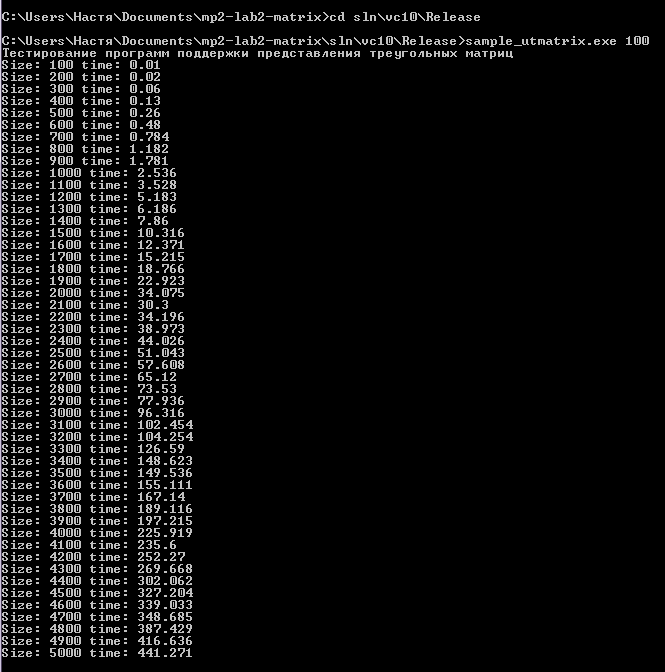 C:\Users\Настя\Documents\mp2-lab2-matrix>cd sln\vc10\Release
C:\Users\Настя\Documents\mp2-lab2-matrix\sln\vc10\Release>sample_utmatrix.exe 100
Тестирование программ поддержки представления треугольных матриц
Size: 100 time: 0.01
Size: 200 time: 0.02
Size: 300 time: 0.06
Size: 400 time: 0.13
Size: 500 time: 0.26
Size: 600 time: 0.48
Size: 700 time: 0.784
Size: 800 time: 1.182
Size: 900 time: 1.781
Size: 1000 time: 2.536
Size: 1100 time: 3.528
Size: 1200 time: 5.183
Size: 1300 time: 6.186
Size: 1400 time: 7.86
Size: 1500 time: 10.316
Size: 1600 time: 12.371
Size: 1700 time: 15.215
Size: 1800 time: 18.766
Size: 1900 time: 22.923
Size: 2000 time: 34.075
Size: 2100 time: 30.3
Size: 2200 time: 34.196
Size: 2300 time: 38.973
Size: 2400 time: 44.026
Size: 2500 time: 51.043
Size: 2600 time: 57.608
Size: 2700 time: 65.12
Size: 2800 time: 73.53
Size: 2900 time: 77.936
Size: 3000 time: 96.316
Size: 3100 time: 102.454
Size: 3200 time: 104.254
Size: 3300 time: 126.59
Size: 3400 time: 148.623
Size: 3500 time: 149.536
Size: 3600 time: 155.111
Size: 3700 time: 167.14
Size: 3800 time: 189.116
Size: 3900 time: 197.215
Size: 4000 time: 225.919
Size: 4100 time: 235.6
Size: 4200 time: 252.27
Size: 4300 time: 269.668
Size: 4400 time: 302.062
Size: 4500 time: 327.204
Size: 4600 time: 339.033
Size: 4700 time: 348.685
Size: 4800 time: 387.429
Size: 4900 time: 416.636
Size: 5000 time: 441.271